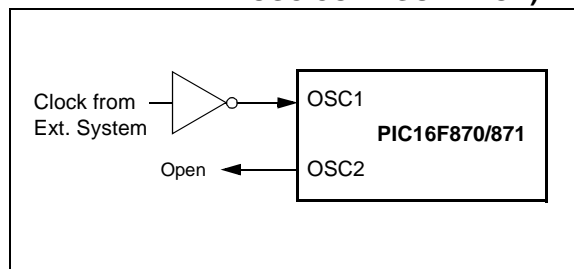 Clock from
Ext. System
OSC1
PIC16F870/871
Open
OSC2